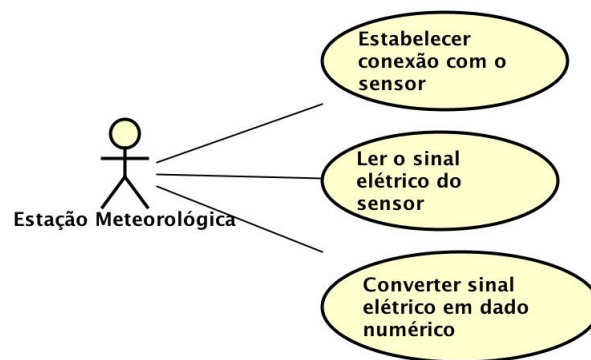 Estabelecer
conexão com o
sensor
Ler o sinal
elétrico do
sensor
Estação Meteorológica
Converter sinal
elétrico em dado
numérico